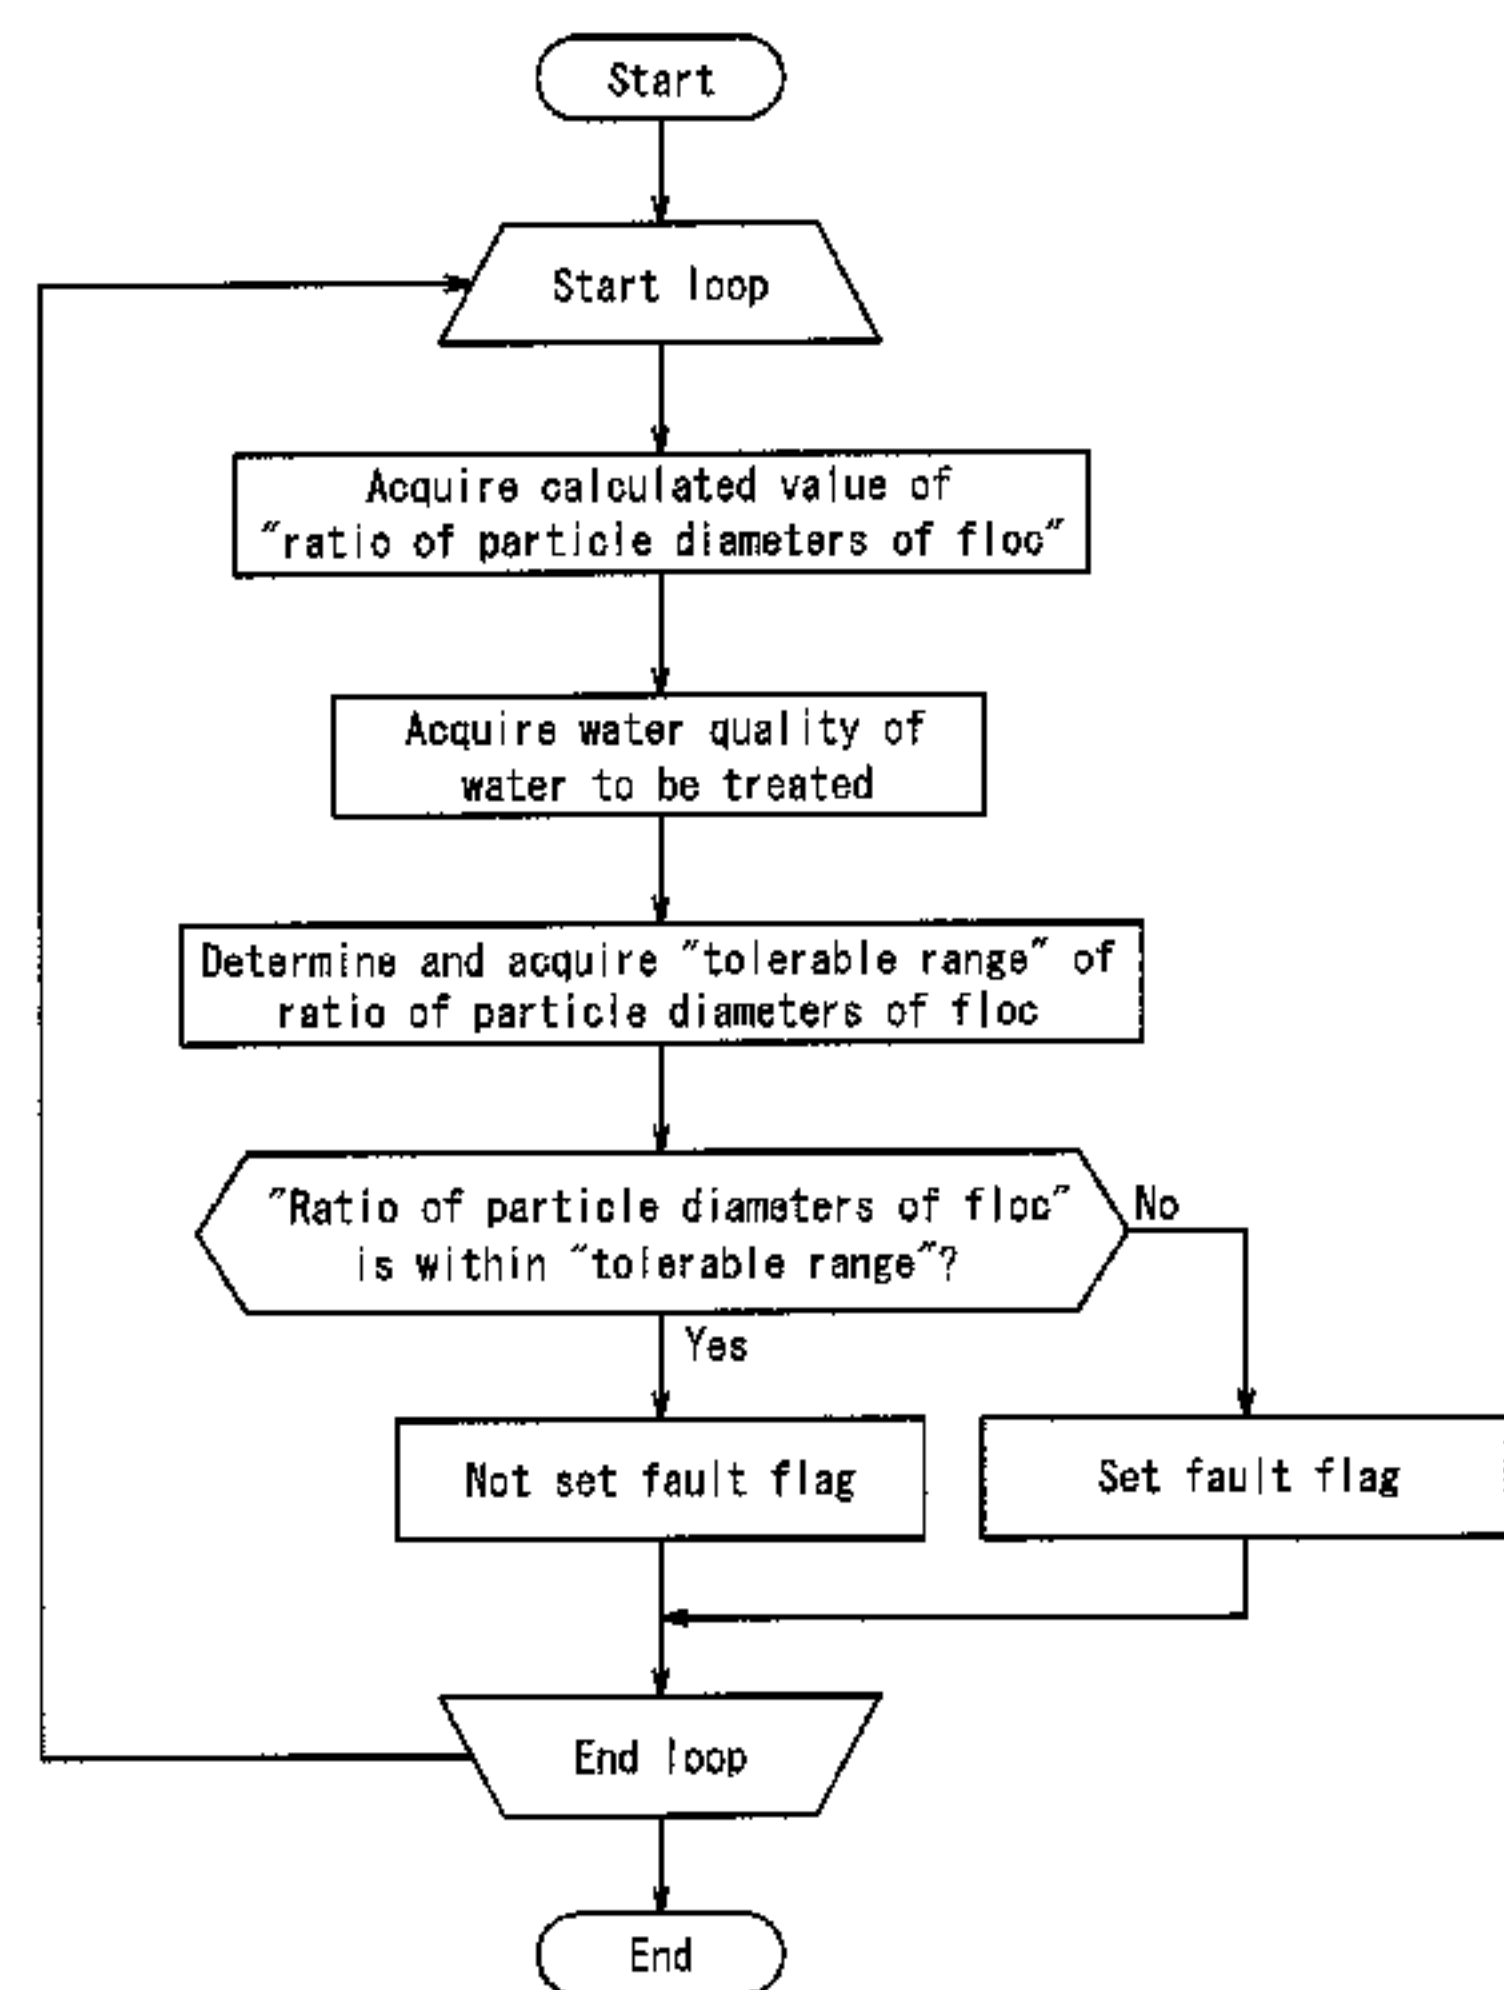 Start
Start loop
Acquire calculated value of
"ratio of particle diameters of floc"
Acquire water quality of
water to be treated
Determine and acquire "tolerable range" of
ratio of particle diameters of floc
"Ratio of particle diameters of floc"
is within "tolerable range"?
No
Yes
Not set fault flag
Set fault flag
End loop
End